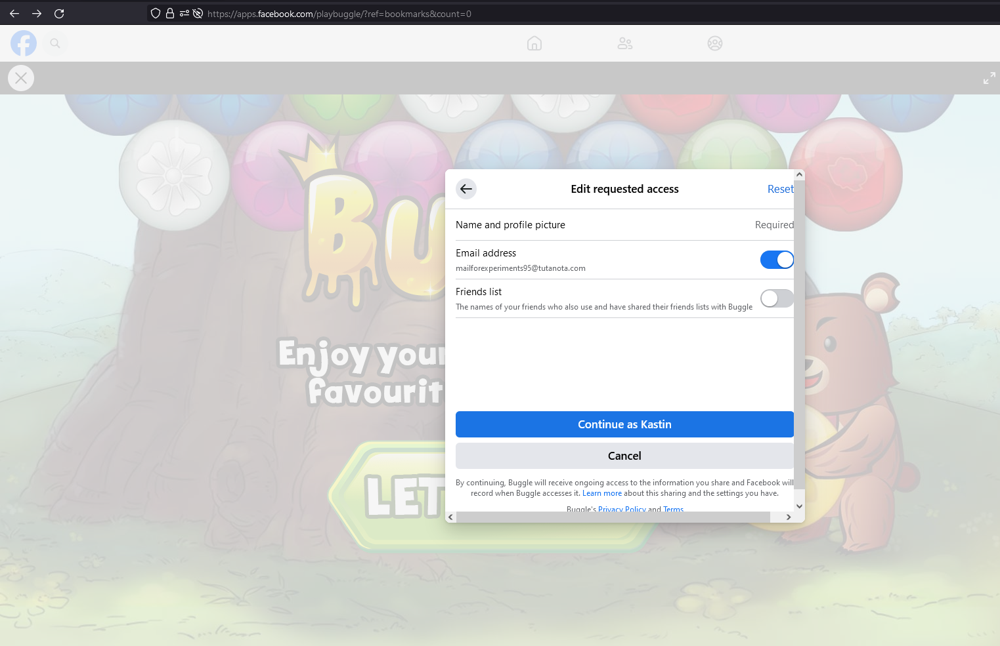 https://apps.facebook.com/playbuggle/?ref=bookmarks&count=0
BU
Edit requested access
Reset
Name and profile picture
Required
Email address
mailforexperiments95@tutanota.com
Friends list
The names of your friends who also use and have shared their friends lists with Buggle
Enjoy your
favourit
Continue as Kastin
Cancel
LET
By continuing, Buggle will receive ongoing access to the information you share and Facebook will
record when Buggle accesses it. Learn more about this sharing and the settings you have.
Buggle's Privacy Policy and Terms